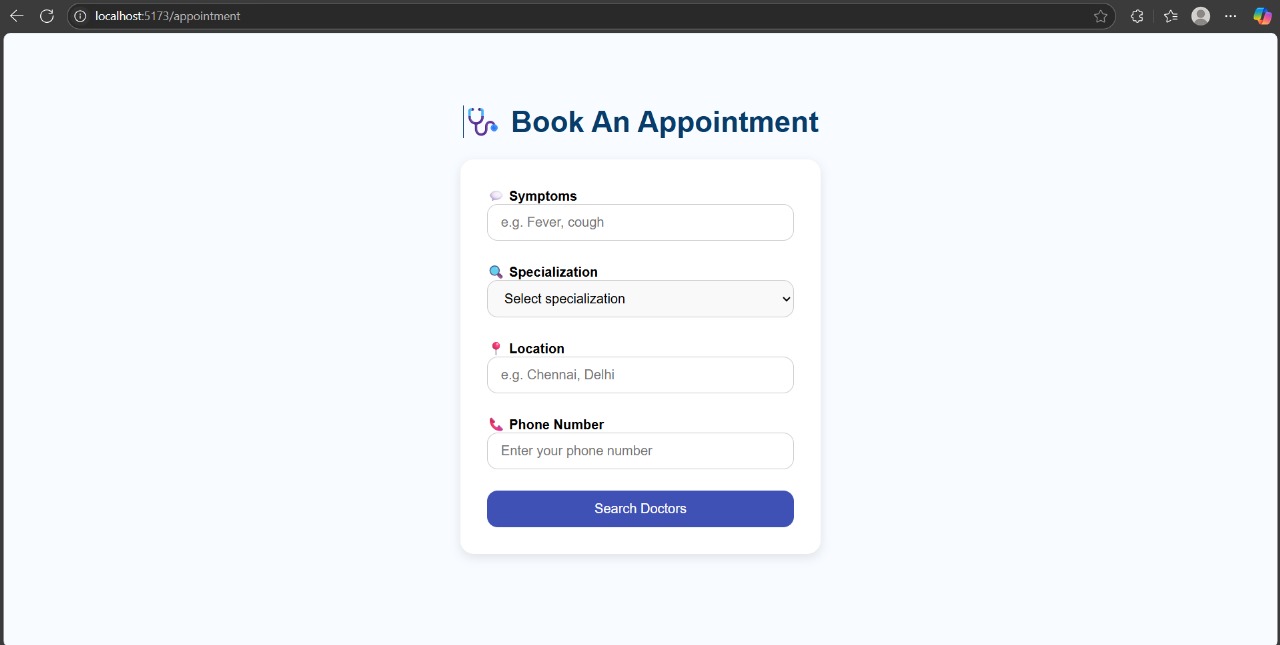 localhost:5173/appointment
🩺 Book An Appointment
💬 Symptoms
e.g. Fever, cough
🔍 Specialization
Select specialization
📍 Location
e.g. Chennai, Delhi
📞 Phone Number
Enter your phone number
Search Doctors